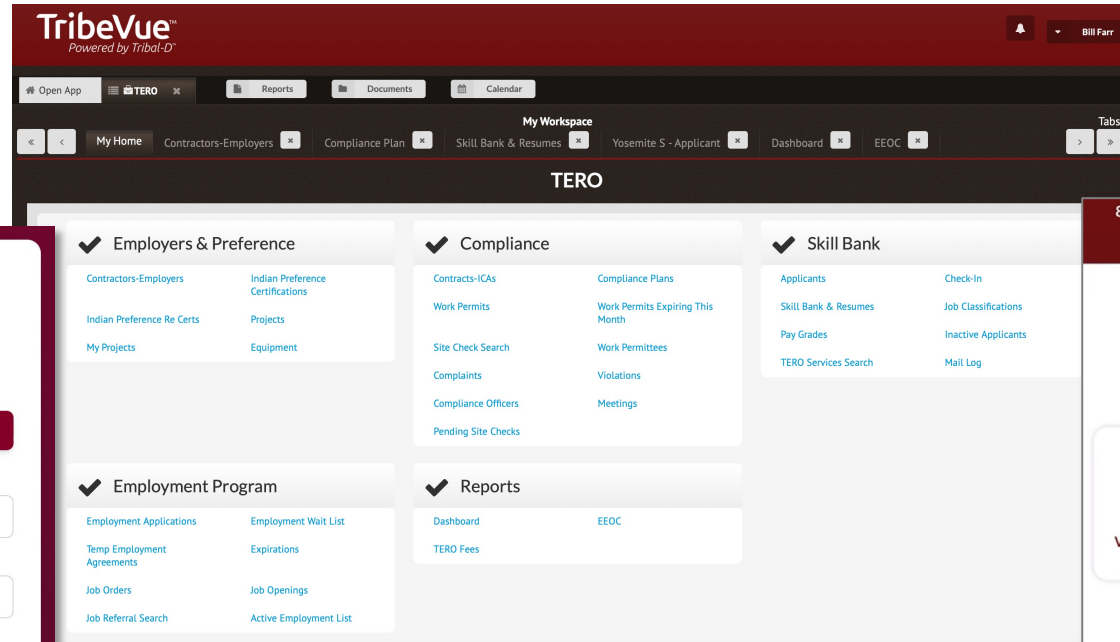 TribeVue™
Powered by Tribal-D™
Bill Farr
Open App
TERO
Reports
Documents
Calendar
My Workspace
Tabs
« ‹ My Home Contractors-Employers × Compliance Plan × Skill Bank & Resumes × Yosemite S - Applicant × Dashboard × EEOC × › »
TERO
Employers & Preference
Contractors-Employers
Indian Preference
Certifications
Indian Preference Re Certs
Projects
My Projects
Equipment
Compliance
Contracts-ICAs
Compliance Plans
Work Permits
Work Permits Expiring This
Month
Site Check Search
Work Permittees
Complaints
Violations
Compliance Officers
Meetings
Pending Site Checks
Skill Bank
Applicants
Check-In
Skill Bank & Resumes
Job Classifications
Pay Grades
Inactive Applicants
TERO Services Search
Mail Log
Employment Program
Employment Applications
Employment Wait List
Temp Employment
Agreements
Expirations
Job Orders
Job Openings
Job Referral Search
Active Employment List
Reports
Dashboard
EEOC
TERO Fees